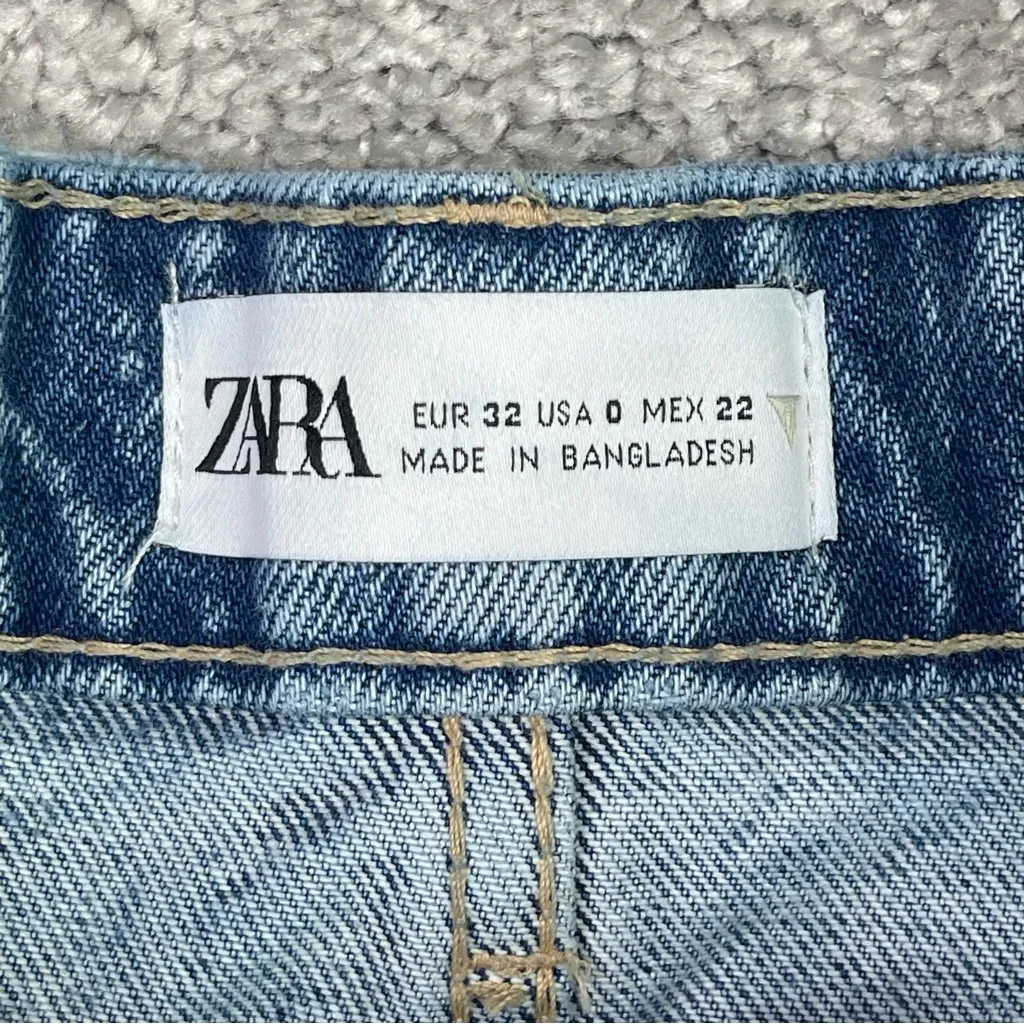 ZARA
EUR 32 USA 0 MEX 22
MADE IN BANGLADESH